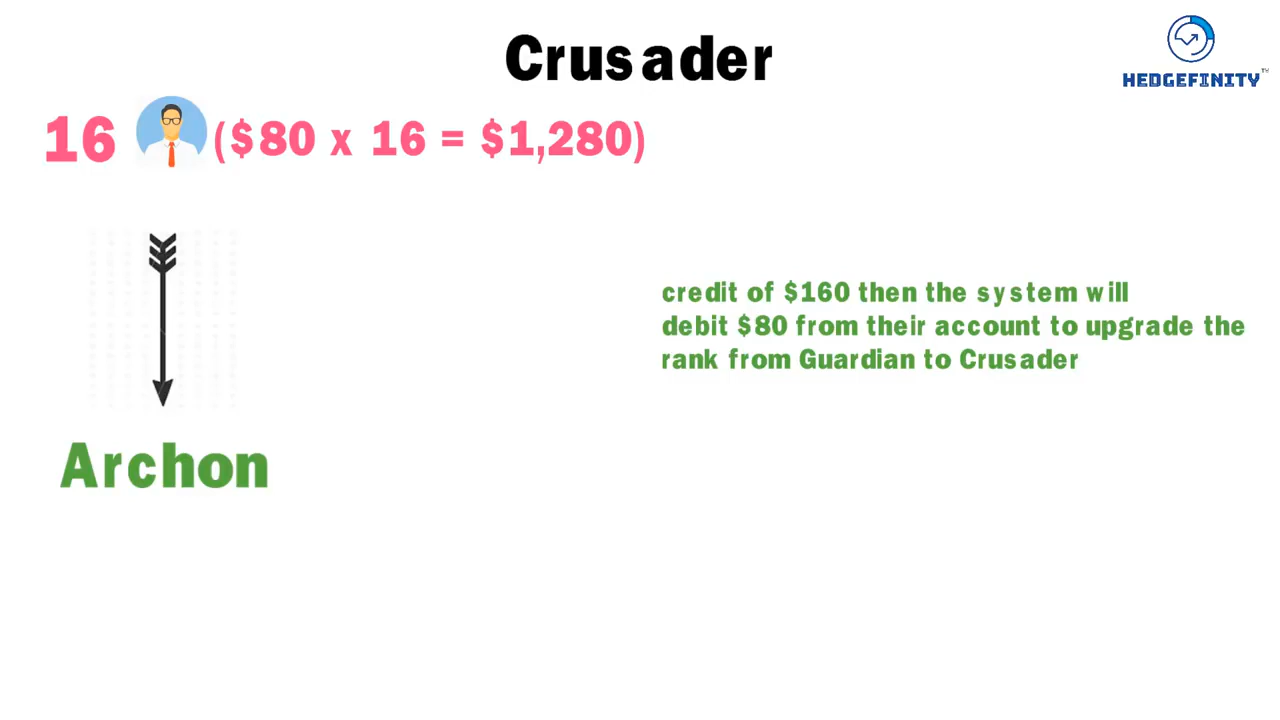 Crusader
HEDGEFINITY TM
16 ($80 x 16 = $1,280)
credit of $160 then the system will
debit $80 from their account to upgrade the
rank from Guardian to Crusader
Archon